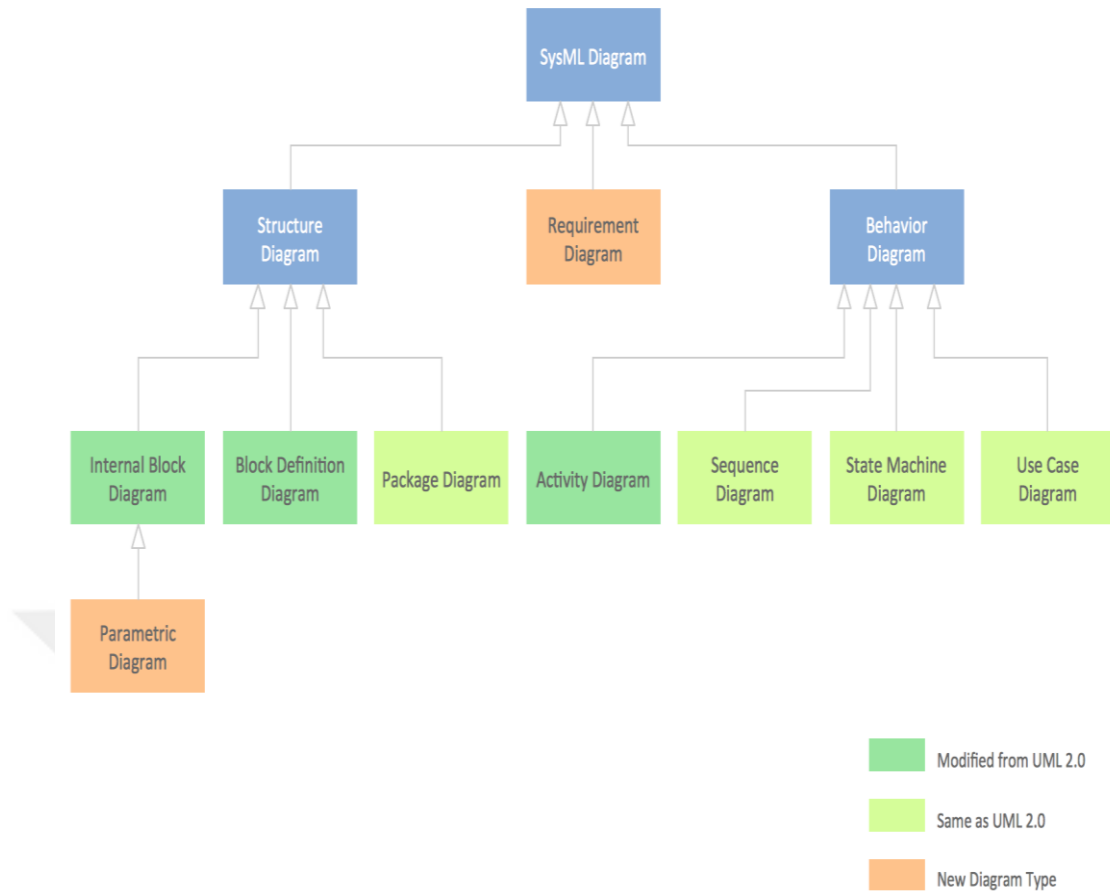 SysML Diagram
Structure
Diagram
Requirement
Diagram
Behavior
Diagram
Internal Block
Diagram
Block Definition
Diagram
Package Diagram
Activity Diagram
Sequence
Diagram
State Machine
Diagram
Use Case
Diagram
Parametric
Diagram
Modified from UML 2.0
Same as UML 2.0
New Diagram Type